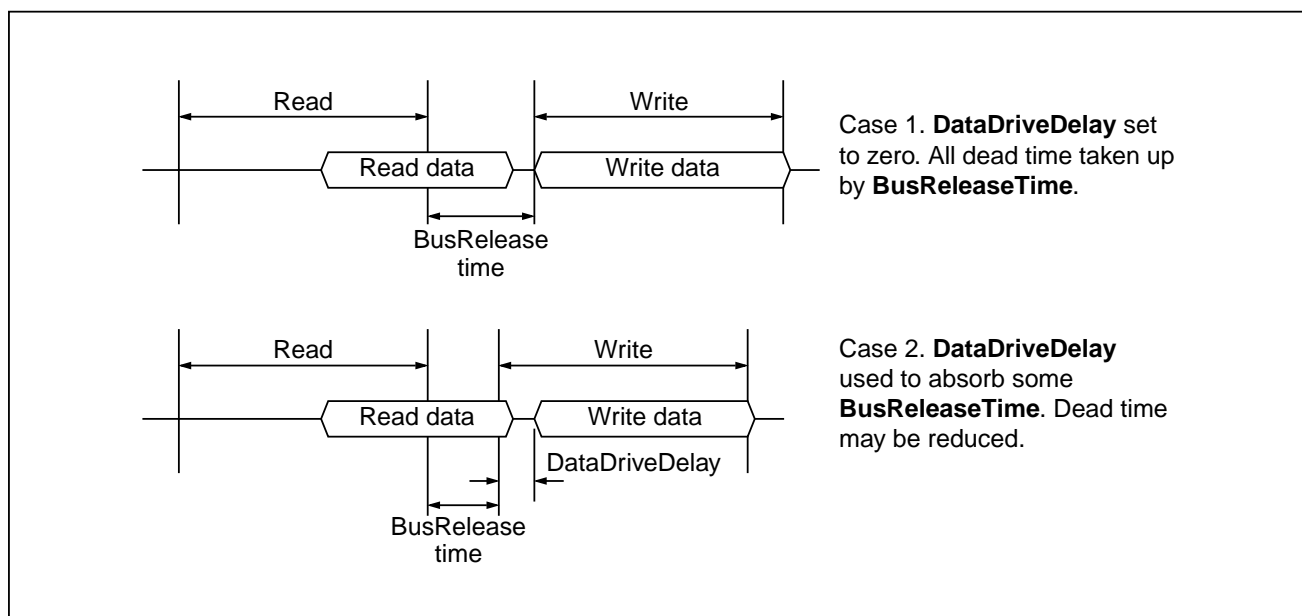 Read
Write
Read data
Write data
BusRelease
time
Case 1. DataDriveDelay set
to zero. All dead time taken up
by BusReleaseTime.
Read
Write
Read data
Write data
DataDriveDelay
BusRelease
time
Case 2. DataDriveDelay
used to absorb some
BusReleaseTime. Dead time
may be reduced.